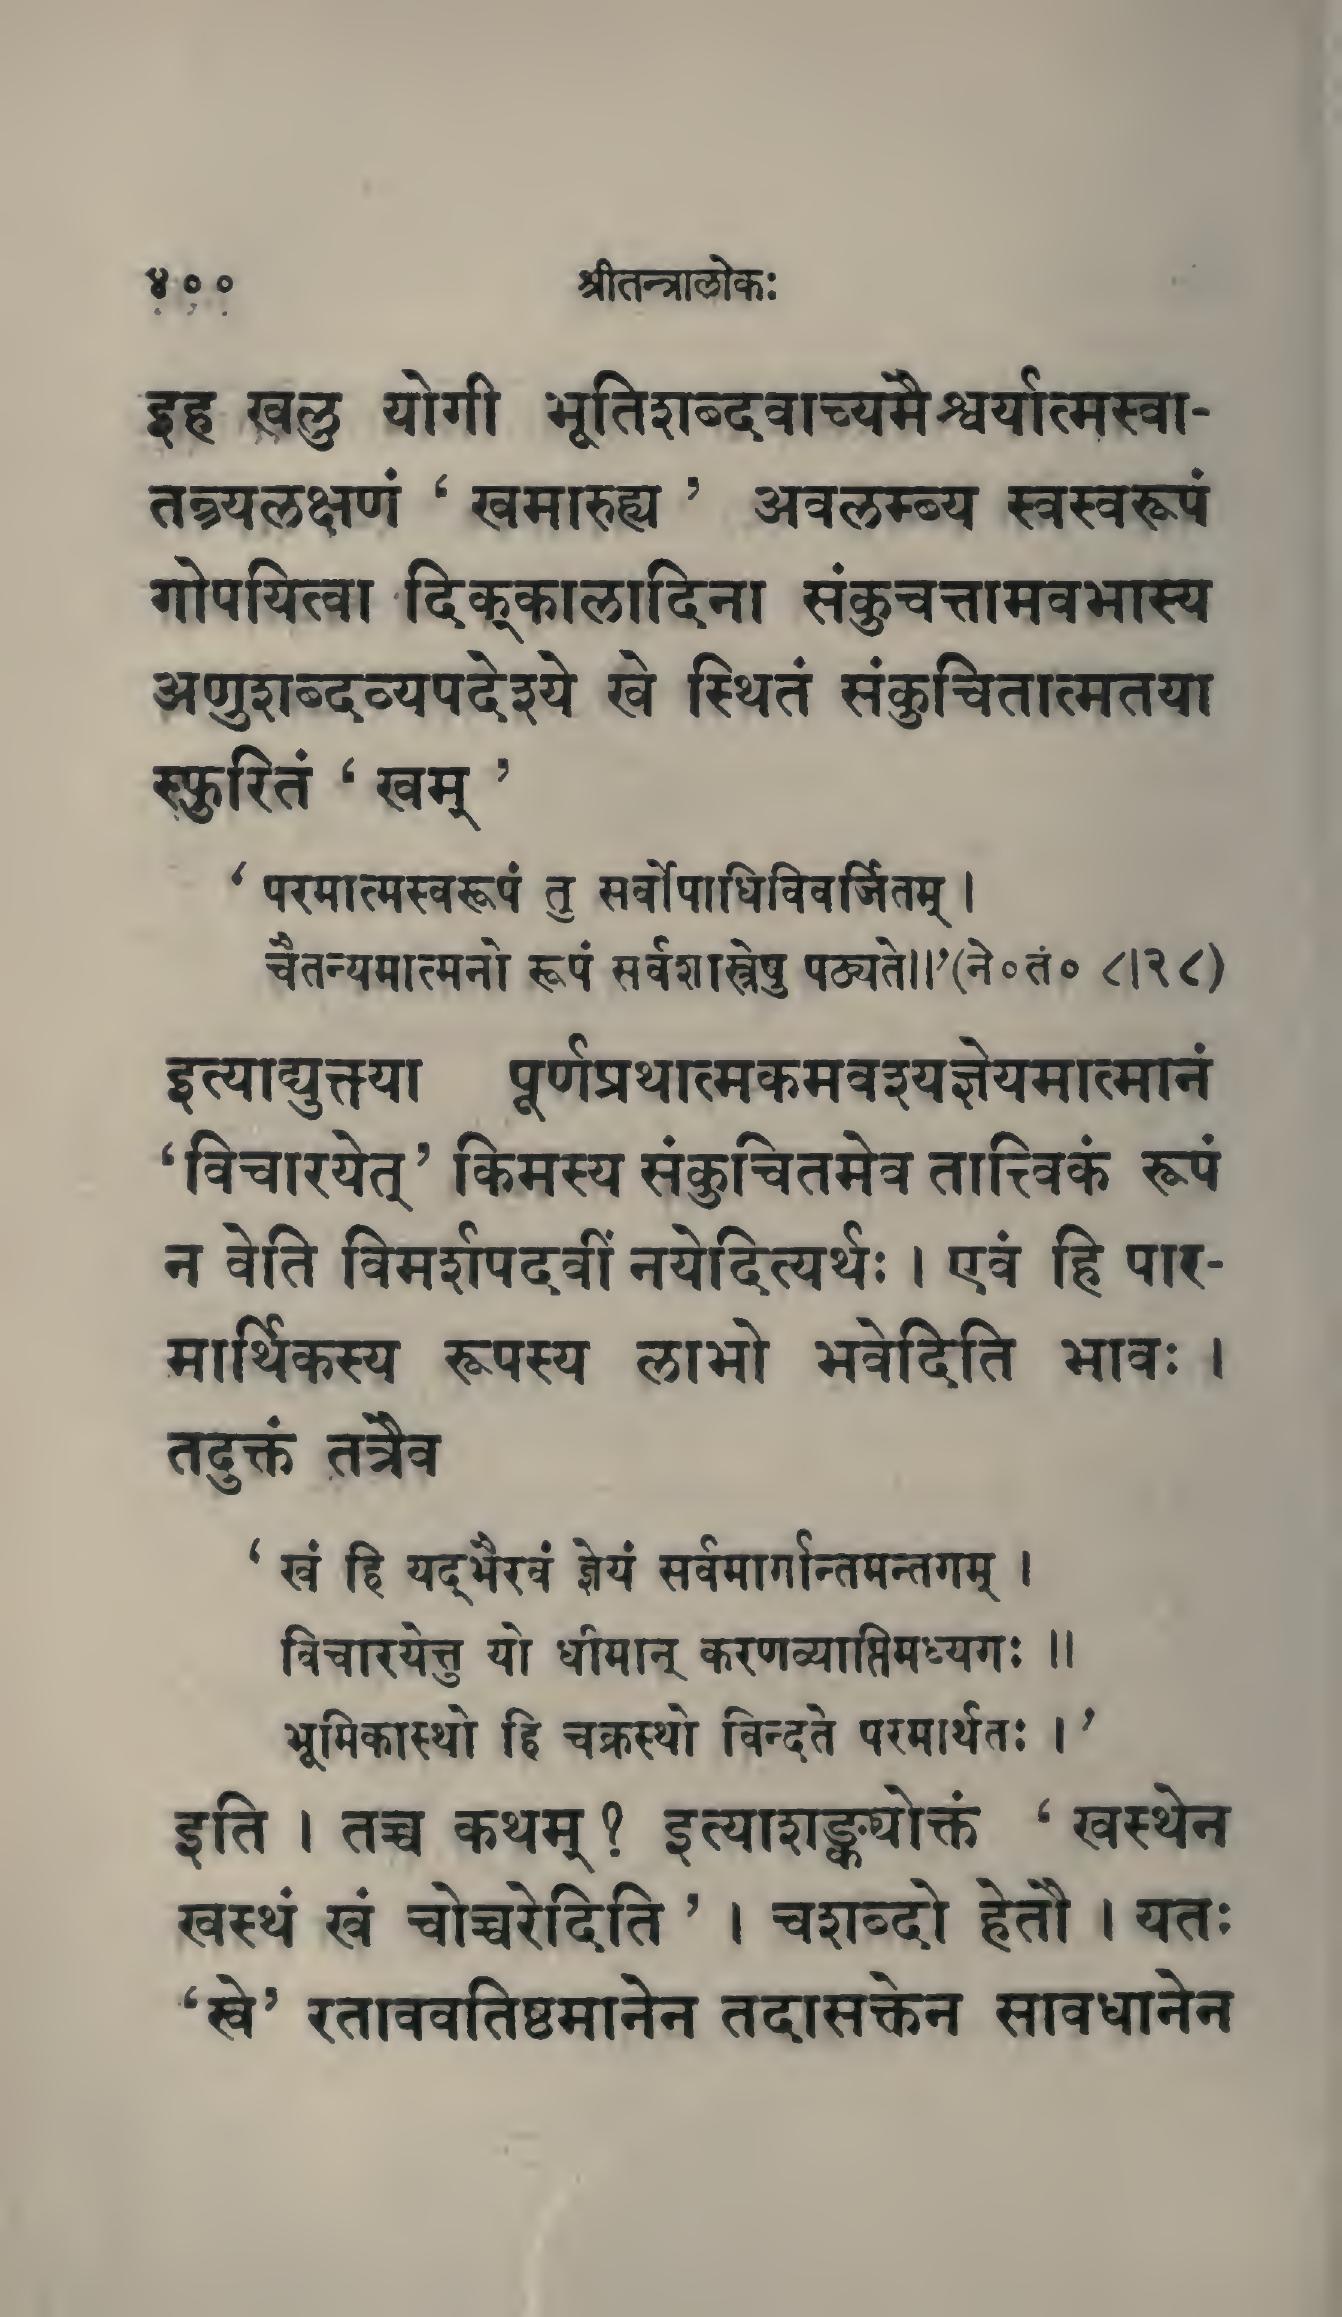 ४००
श्रीतन्त्रालोकः
इह खलु योगी भूतिशब्दवाच्यमैश्वर्यात्मस्वा-
तन्त्र्यलक्षणं ‘ खमारुह्य ’ अवलम्ब्य स्वस्वरूपं
गोपयित्वा दिक्कालादिना संकुचत्तामवभास्य
अणुशब्दव्यपदेश्ये खे स्थितं संकुचितात्मतया
स्फुरितं ‘ खम् ’
‘ परमात्मस्वरूपं तु सर्वोपाधिविवर्जितम् ।
चैतन्यमात्मनो रूपं सर्वशास्त्रेषु पठ्यते॥’(ने०तं० ८।२८)
इत्याद्युक्त्या पूर्णप्रथात्मकमवश्यज्ञेयमात्मानं
‘विचारयेत्’ किमस्य संकुचितमेव तात्त्विकं रूपं
न वेति विमर्शपदवीं नयेदित्यर्थः । एवं हि पार-
मार्थिकस्य रूपस्य लाभो भवेदिति भावः ।
तदुक्तं तत्रैव
‘ खं हि यद्भैरवं ज्ञेयं सर्वमार्गान्तमन्तगम् ।
विचारयेत्तु यो धीमान् करणव्याप्तिमध्यगः ॥
भूमिकास्थो हि चक्रस्थो विन्दते परमार्थतः ।’
इति । तच्च कथम् ? इत्याशङ्क्योक्तं ‘ खस्थेन
खस्थं खं चोच्चरेदिति ’ । चशब्दो हेतौ । यतः
‘खे’ रताववतिष्ठमानेन तदासक्तेन सावधानेन